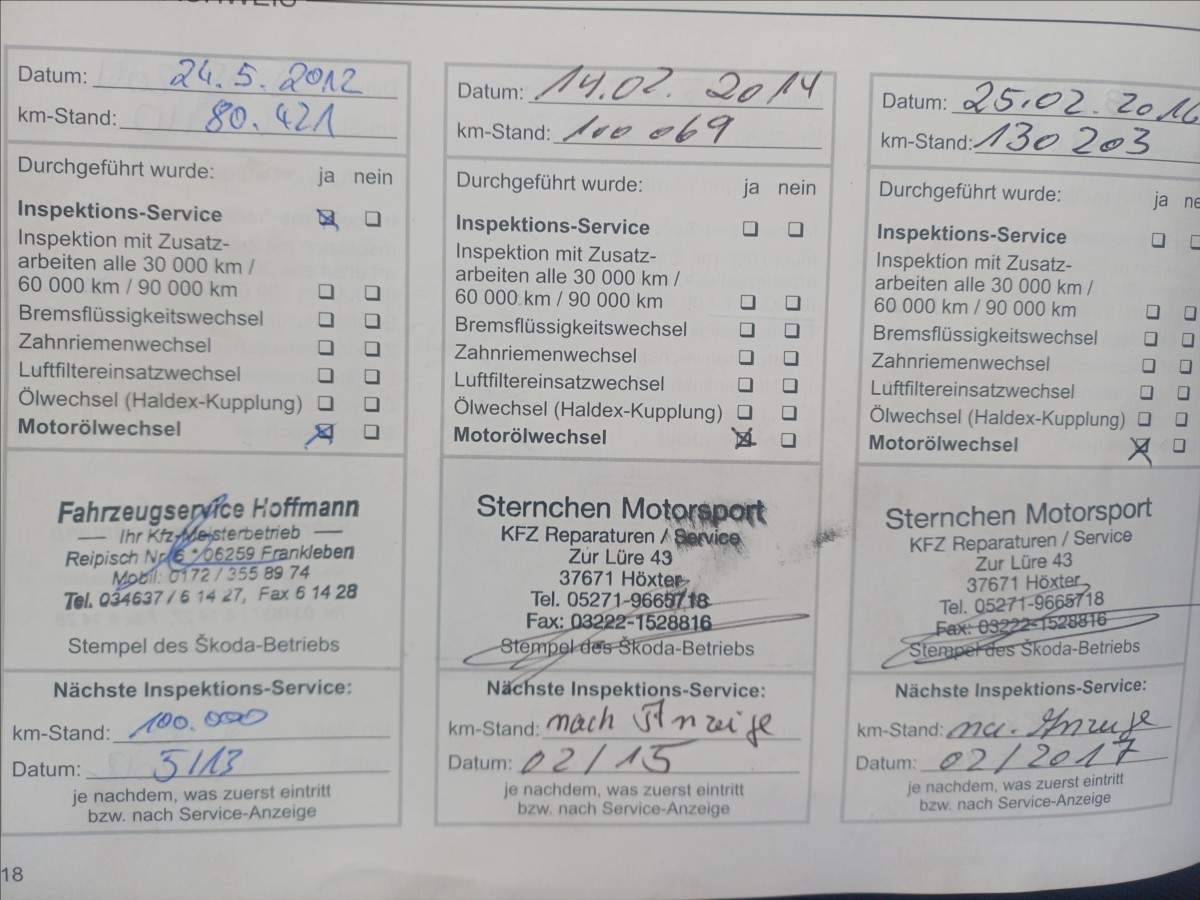 Datum: 24.5.2012
km-Stand: 80.421
Durchgeführt wurde: ja nein
Inspektions-Service
Inspektion mit Zusatz-
arbeiten alle 30 000 km /
60 000 km / 90 000 km
Bremsflüssigkeitswechsel
Zahnriemenwechsel
Luftfiltereinsatzwechsel
Ölwechsel (Haldex-Kupplung)
Motorölwechsel
Fahrzeugservice Hoffmann
Ihr Kfz-Meisterbetrieb
Reipisch Nr. 6 * 06259 Frankleben
Mobil: 0172 / 355 89 74
Tel. 034637 / 6 14 27, Fax 6 14 28
Stempel des Škoda-Betriebs
Nächste Inspektions-Service:
km-Stand: 100.000
Datum: 5/13
je nachdem, was zuerst eintritt
bzw. nach Service-Anzeige
18
Datum: 14.02. 2014
km-Stand: 100 069
Durchgeführt wurde: ja nein
Inspektions-Service
Inspektion mit Zusatz-
arbeiten alle 30 000 km /
60 000 km / 90 000 km
Bremsflüssigkeitswechsel
Zahnriemenwechsel
Luftfiltereinsatzwechsel
Ölwechsel (Haldex-Kupplung)
Motorölwechsel
Sternchen Motorsport
KFZ Reparaturen / Service
Zur Lüre 43
37671 Höxter
Tel. 05271-9665718
Fax: 03222-1528816
Stempel des Škoda-Betriebs
Nächste Inspektions-Service:
km-Stand: nach Anzeige
Datum: 02/15
je nachdem, was zuerst eintritt
bzw. nach Service-Anzeige
Datum: 25.02. 2016
km-Stand: 130 203
Durchgeführt wurde: ja ne
Inspektions-Service
Inspektion mit Zusatz-
arbeiten alle 30 000 km /
60 000 km / 90 000 km
Bremsflüssigkeitswechsel
Zahnriemenwechsel
Luftfiltereinsatzwechsel
Ölwechsel (Haldex-Kupplung)
Motorölwechsel
Sternchen Motorsport
KFZ Reparaturen / Service
Zur Lüre 43
37671 Höxter
Tel. 05271-9665718
Fax: 03222-1528816
Stempel des Škoda-Betriebs
Nächste Inspektions-Service:
km-Stand: na. Anzeige
Datum: 02/2017
je nachdem, was zuerst eintritt
bzw. nach Service-Anzeige